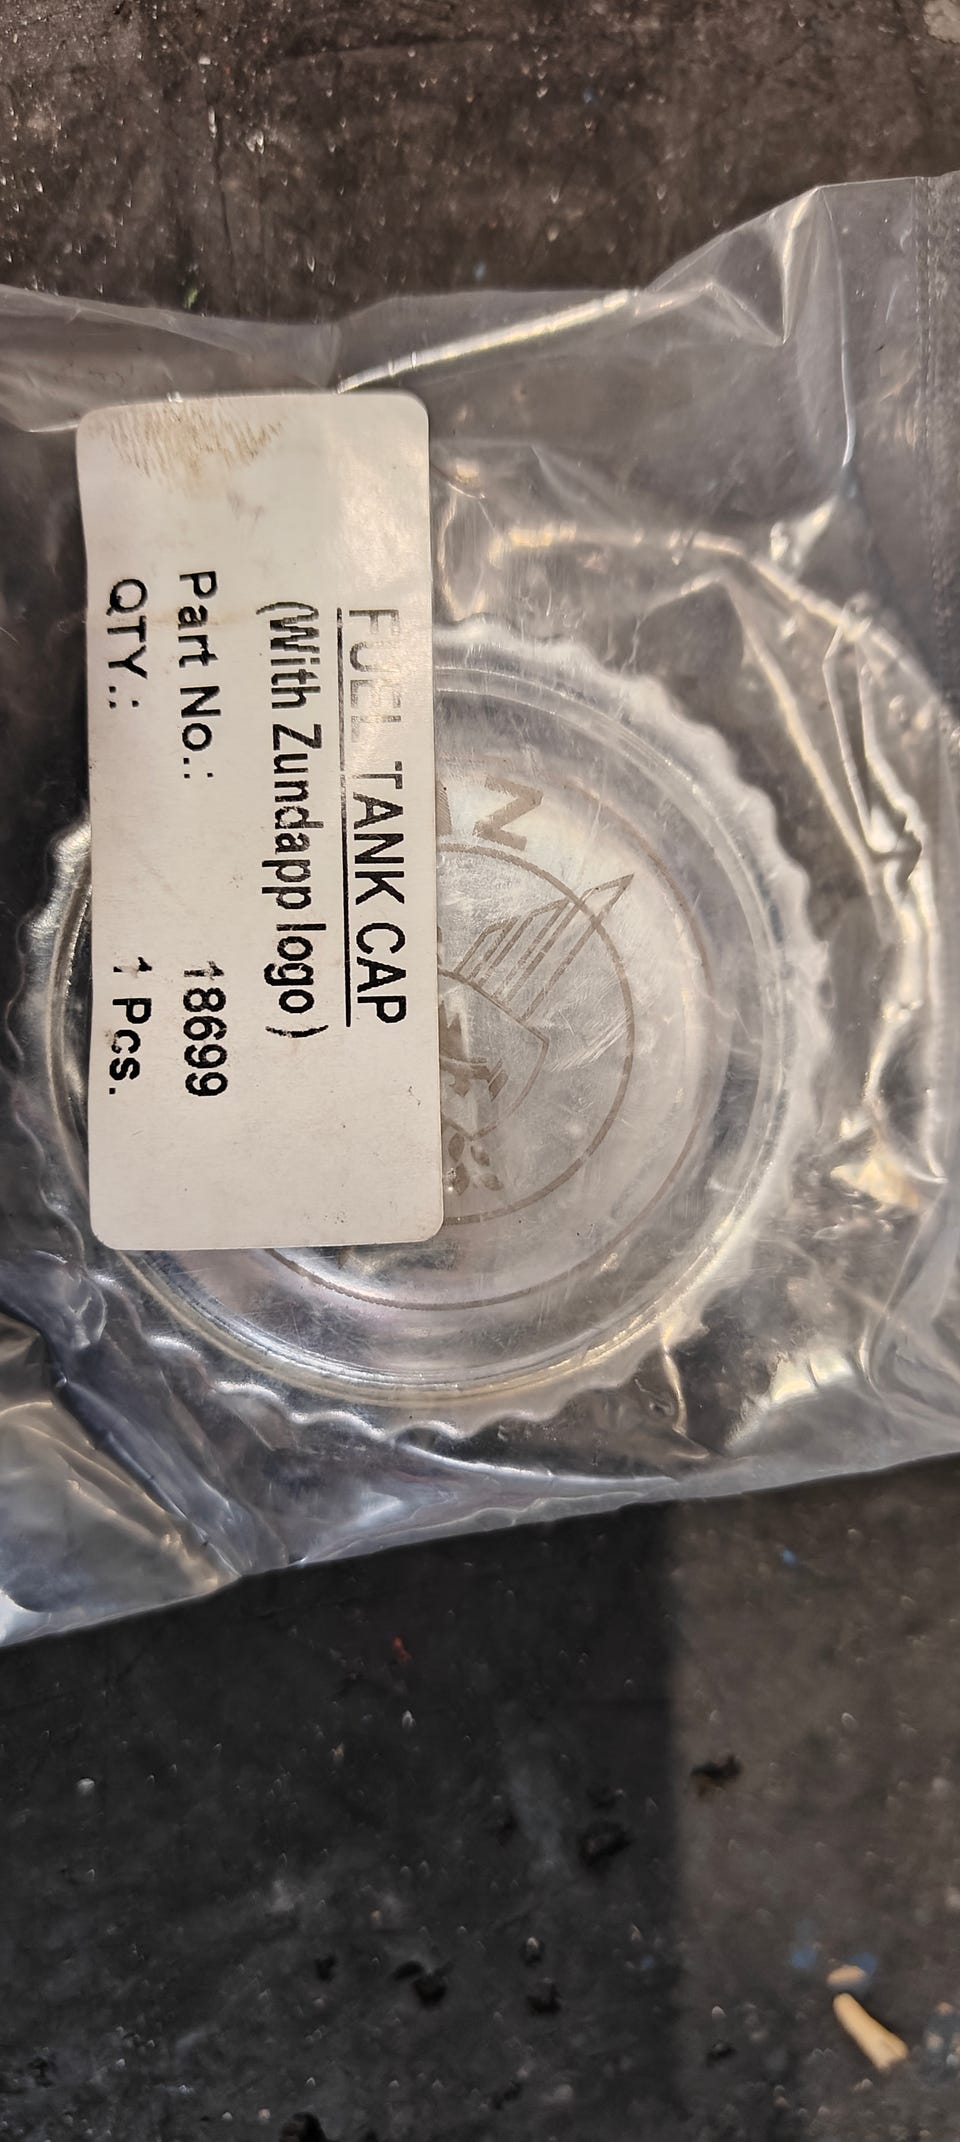 FUEL TANK CAP
(With Zundapp logo)
Part No.: 18699
QTY.: 1 Pcs.